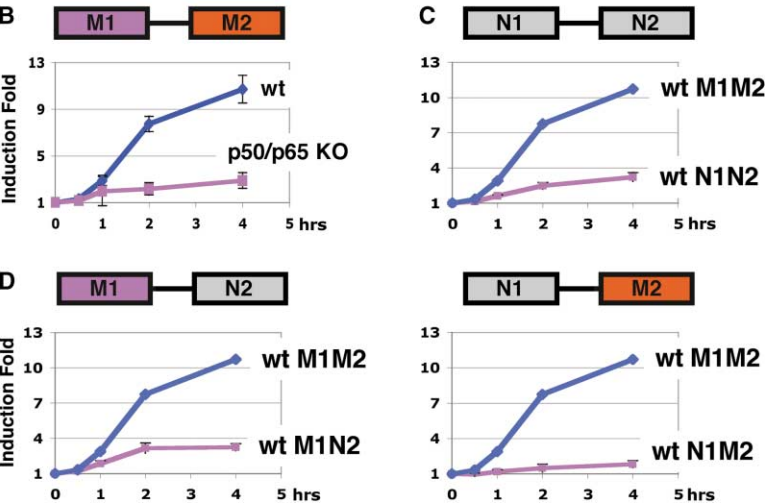 B
M1 M2
Induction Fold
13
9
5
1
wt
p50/p65 KO
0 1 2 3 4 5 hrs
C
N1 N2
13
10
7
4
1
wt M1M2
wt N1N2
0 1 2 3 4 5 hrs
D
M1 N2
Induction Fold
13
10
7
4
1
wt M1M2
wt M1N2
0 1 2 3 4 5 hrs
N1 M2
13
10
7
4
1
wt M1M2
wt N1M2
0 1 2 3 4 5 hrs